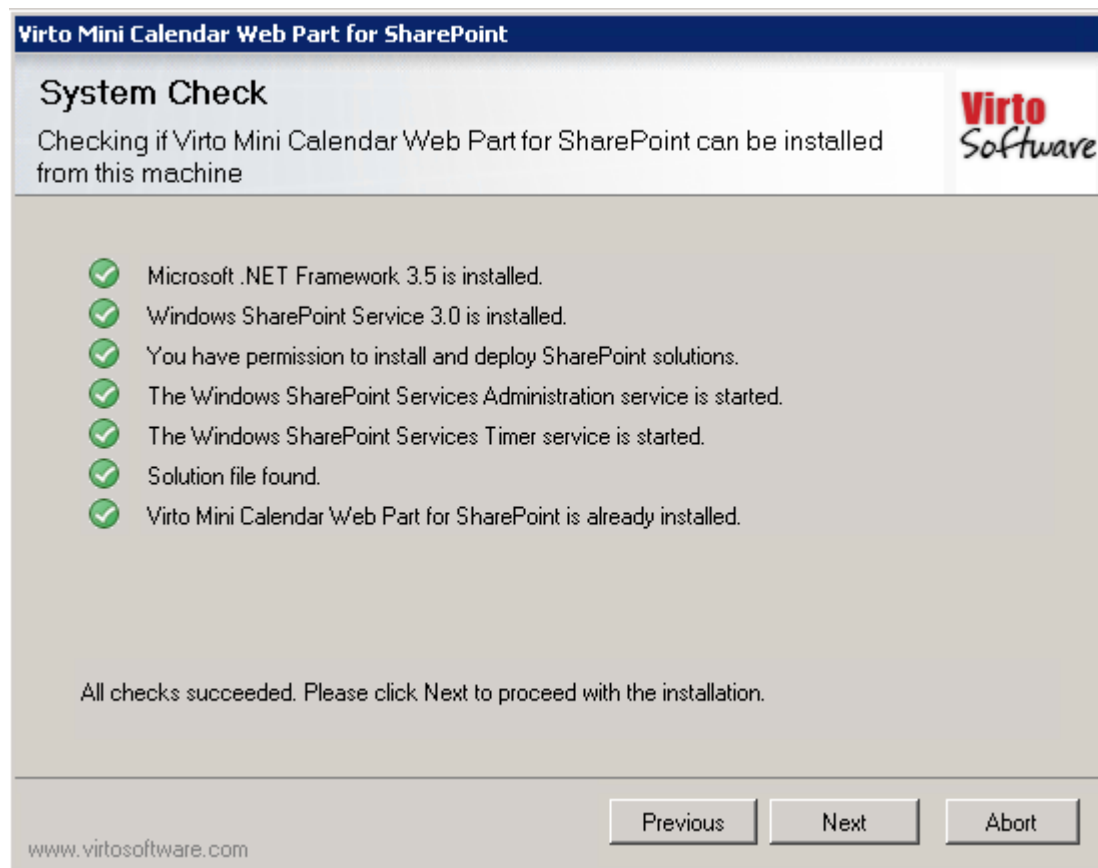 Virto Mini Calendar Web Part for SharePoint
System Check
Checking if Virto Mini Calendar Web Part for SharePoint can be installed
from this machine
Virto
Software
Microsoft .NET Framework 3.5 is installed.
Windows SharePoint Service 3.0 is installed.
You have permission to install and deploy SharePoint solutions.
The Windows SharePoint Services Administration service is started.
The Windows SharePoint Services Timer service is started.
Solution file found.
Virto Mini Calendar Web Part for SharePoint is already installed.
All checks succeeded. Please click Next to proceed with the installation.
Previous
Next
Abort
www.virtosoftware.com